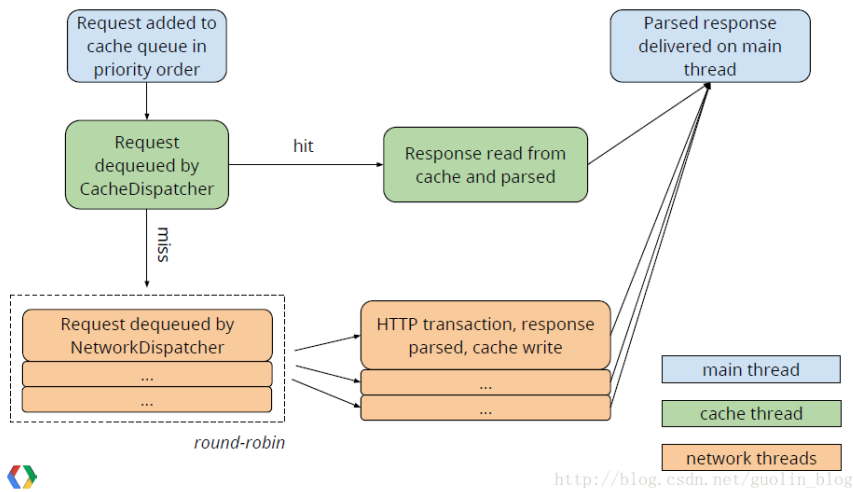 Request added to
cache queue in
priority order
Parsed response
delivered on main
thread
Request
dequeued by
CacheDispatcher
hit
Response read from
cache and parsed
miss
Request dequeued by
NetworkDispatcher
...
...
HTTP transaction, response
parsed, cache write
...
...
round-robin
main thread
cache thread
network threads
http://blog.csdn.net/guolin_blog